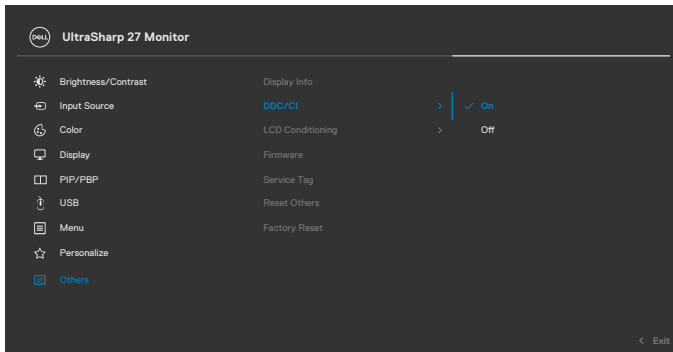 DELL
UltraSharp 27 Monitor
Brightness/Contrast
Input Source
Color
Display
PIP/PBP
USB
Menu
Personalize
Others
Display Info
DDC/CI
LCD Conditioning
Firmware
Service Tag
Reset Others
Factory Reset
On
Off
Exit